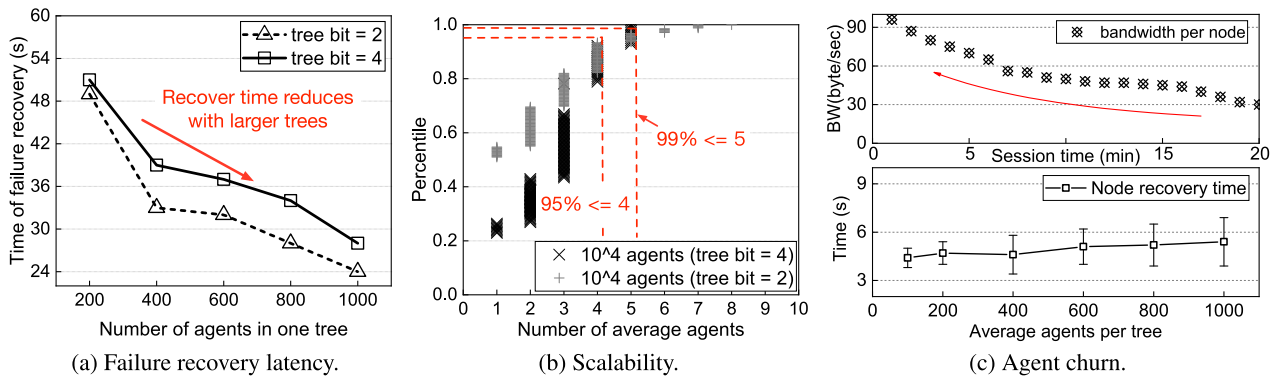 60
54
48
42
36
30
24
Time of failure recovery (s)
tree bit = 2
tree bit = 4
Recover time reduces
with larger trees
200 400 600 800 1000
Number of agents in one tree
(a) Failure recovery latency.
1.0
0.8
0.6
0.4
1.2
0.0
Percentile
99% <= 5
95% <= 4
10^4 agents (tree bit = 4)
10^4 agents (tree bit = 2)
0 1 2 3 4 5 6 7 8 9 10
Number of average agents
(b) Scalability.
90
60
30
0
BW(byte/sec)
bandwidth per node
0 5 10 15 20
Session time (min)
9
6
3
0
Time (s)
Node recovery time
200 400 600 800 1000
Average agents per tree
(c) Agent churn.